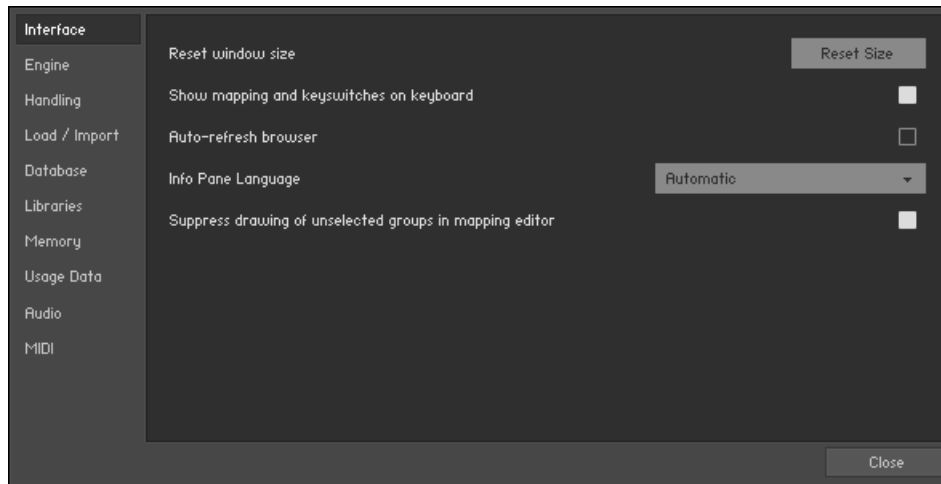 Interface
Engine
Handling
Load / Import
Database
Libraries
Memory
Usage Data
Audio
MIDI
Reset window size
Reset Size
Show mapping and keyswitches on keyboard
Auto-refresh browser
Info Pane Language
Automatic
Suppress drawing of unselected groups in mapping editor
Close